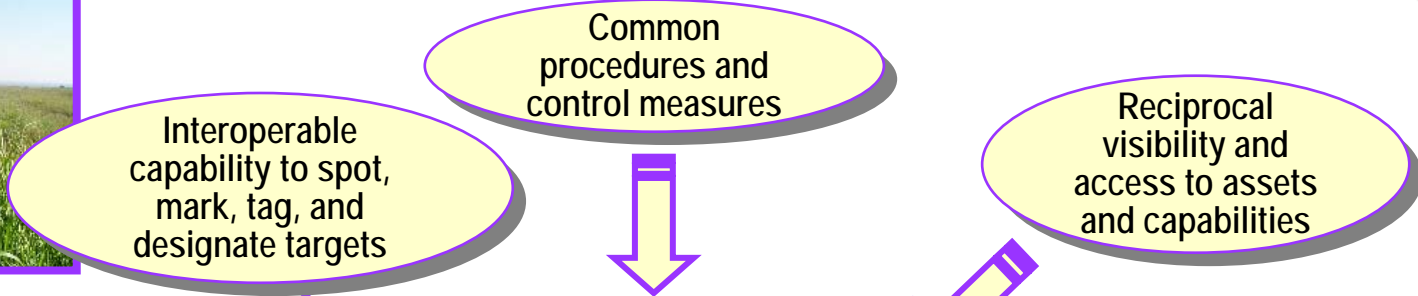 Common
procedures and
control measures
Interoperable
capability to spot,
mark, tag, and
designate targets
Reciprocal
visibility and
access to assets
and capabilities